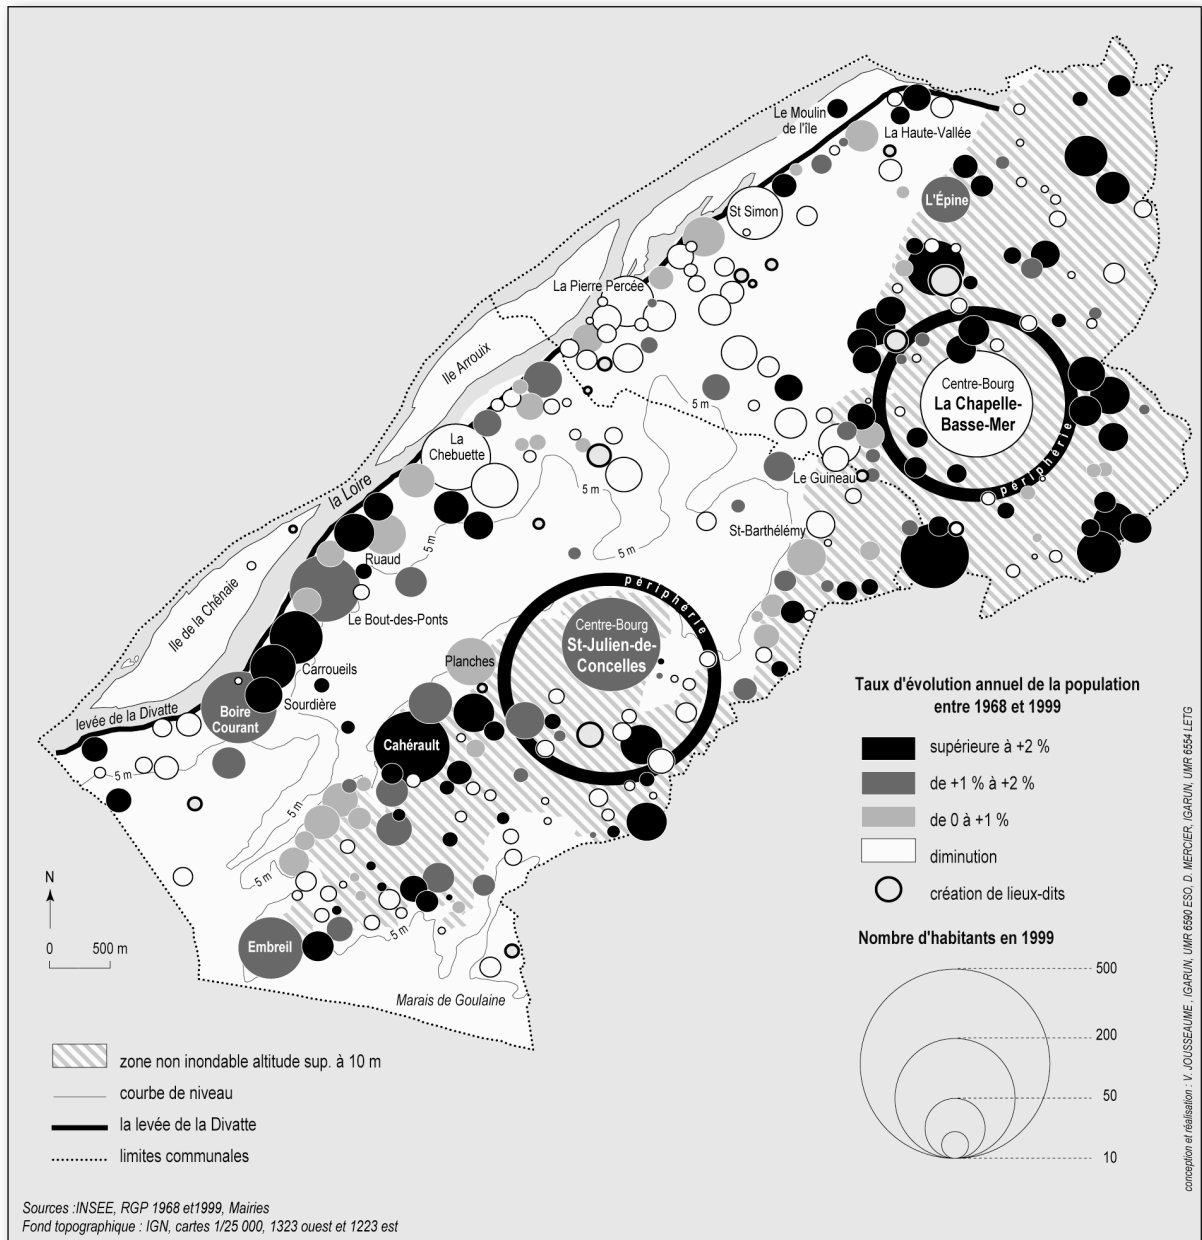 Le Moulin
de l'île
La Haute-Vallée
L'Épine
St Simon
La Pierre Percée
Ile Arrouix
5 m
Centre-Bourg
La Chapelle-
Basse-Mer
périphérie
La
Chebuette
5 m
Le Guineau
la Loire
St-Barthélémy
5 m
5 m
Ruaud
Ile de la Chênaie
Le Bout-des-Ponts
périphérie
Centre-Bourg
St-Julien-de-
Concelles
Planches
Carroueils
Sourdière
levée de la Divatte
Boire
Courant
Cahérault
5 m
5 m
5 m
5 m
Embreil
Marais de Goulaine
N
0 500 m
zone non inondable altitude sup. à 10 m
courbe de niveau
la levée de la Divatte
limites communales
Taux d'évolution annuel de la population
entre 1968 et 1999
supérieure à +2 %
de +1 % à +2 %
de 0 à +1 %
diminution
création de lieux-dits
Nombre d'habitants en 1999
500
200
50
10
Sources :INSEE, RGP 1968 et1999, Mairies
Fond topographique : IGN, cartes 1/25 000, 1323 ouest et 1223 est
conception et réalisation : V. JOUSSEAUME , IGARUN, UMR 6590 ESO, D. MERCIER, IGARUN, UMR 6554 LETG